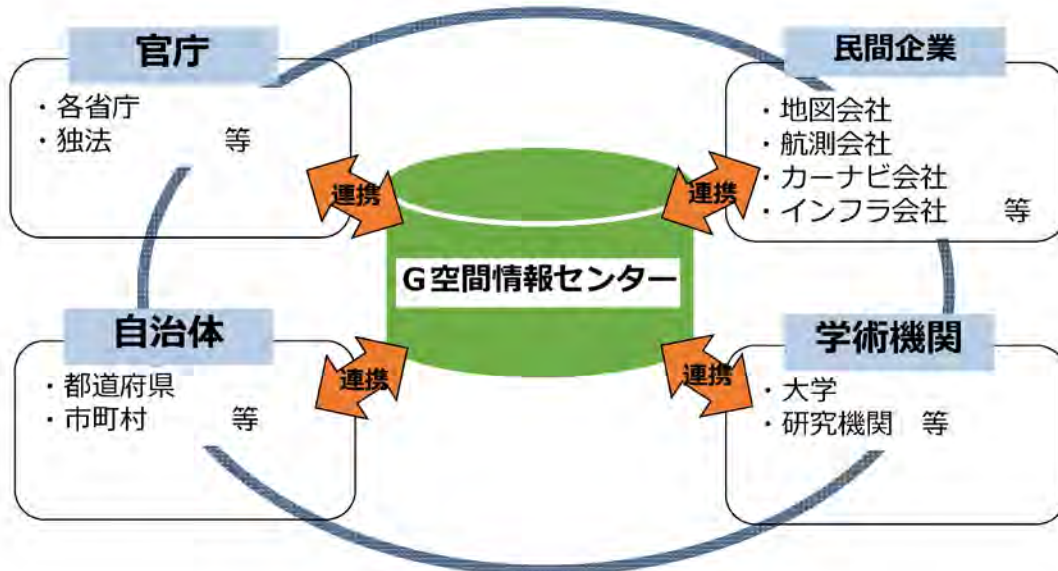 官庁
・各省庁
・独法 等
民間企業
・地図会社
・航測会社
・カーナビ会社
・インフラ会社 等
連携
連携
G空間情報センター
自治体
・都道府県
・市町村 等
学術機関
・大学
・研究機関 等
連携
連携